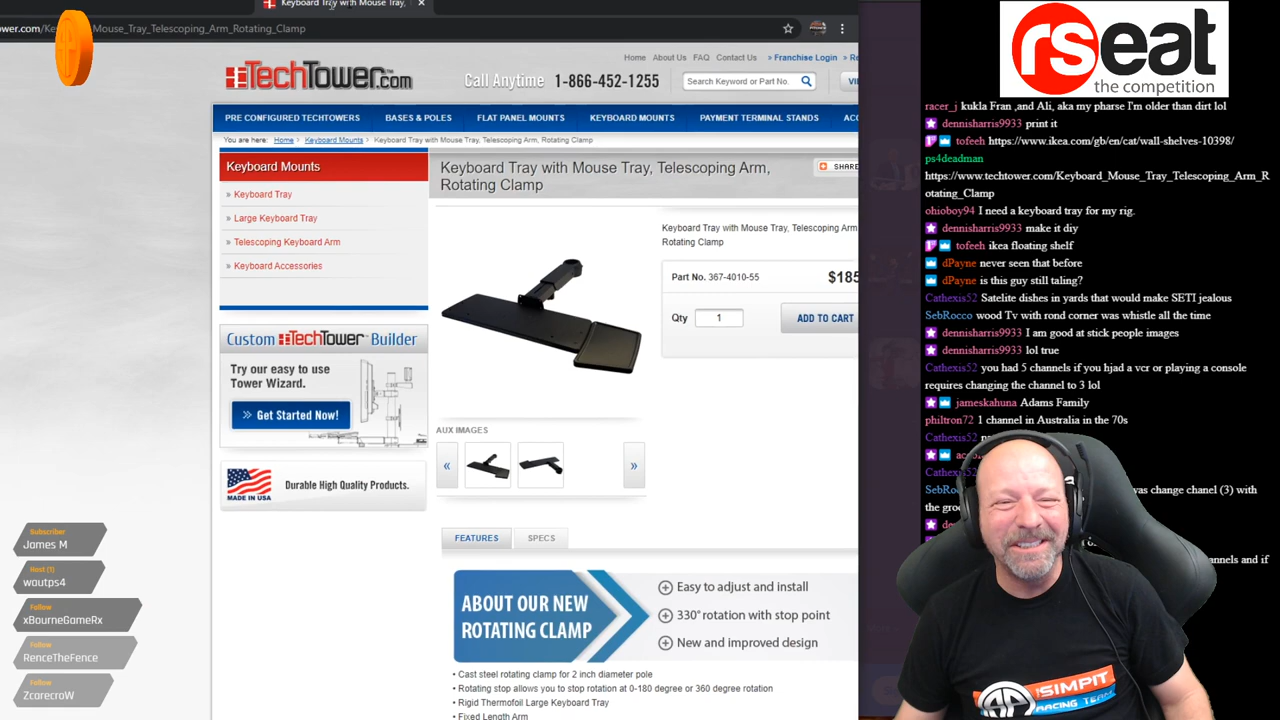 Keyboard Tray with Mouse Tray,
ower.com/Ke
_Mouse_Tray_Telescoping_Arm_Rotating_Clamp
Home About Us FAQ Contact Us » Franchise Login
TechTower.com
Call Anytime 1-866-452-1255
Search Keyword or Part No.
PRE CONFIGURED TECHTOWERS BASES & POLES FLAT PANEL MOUNTS KEYBOARD MOUNTS PAYMENT TERMINAL STANDS
You are here: Home › Keyboard Mounts › Keyboard Tray with Mouse Tray, Telescoping Arm, Rotating Clamp
Keyboard Mounts
» Keyboard Tray
» Large Keyboard Tray
» Telescoping Keyboard Arm
» Keyboard Accessories
Custom TechTower Builder
Try our easy to use
Tower Wizard.
» Get Started Now!
MADE IN USA
Durable High Quality Products.
Keyboard Tray with Mouse Tray, Telescoping Arm,
Rotating Clamp
SHARE
Keyboard Tray with Mouse Tray, Telescoping Arm
Rotating Clamp
Part No. 367-4010-55 $185
Qty 1 ADD TO CART
AUX IMAGES
« »
FEATURES SPECS
ABOUT OUR NEW
ROTATING CLAMP
Easy to adjust and install
330° rotation with stop point
New and improved design
• Cast steel rotating clamp for 2 inch diameter pole
• Rotating stop allows you to stop rotation at 0-180 degree or 360 degree rotation
• Rigid Thermofoil Large Keyboard Tray
• Fixed Length Arm
Subscriber
James M
Host (1)
wautps4
Follow
xBourneGameRx
Follow
RenceTheFence
Follow
ZcarecroW
rseat
the competition
racer_j kukla Fran ,and Ali, aka my pharse I'm older than dirt lol
dennisharris9933 print it
tofeeh https://www.ikea.com/gb/en/cat/wall-shelves-10398/
ps4deadman
https://www.techtower.com/Keyboard_Mouse_Tray_Telescoping_Arm_R
otating_Clamp
ohioboy94 I need a keyboard tray for my rig.
dennisharris9933 make it diy
tofeeh ikea floating shelf
dPayne never seen that before
dPayne is this guy still taling?
Cathexis52 Satelite dishes in yards that would make SETI jealous
SebRocco wood Tv with rond corner was whistle all the time
dennisharris9933 I am good at stick people images
dennisharris9933 lol true
Cathexis52 you had 5 channels if you hjad a vcr or playing a console
requires changing the channel to 3 lol
jameskahuna Adams Family
philtron72 1 channel in Australia in the 70s
Cathexis52
Cathexis52
was change chanel (3) with
the
SIMPIT
RACING TEAM